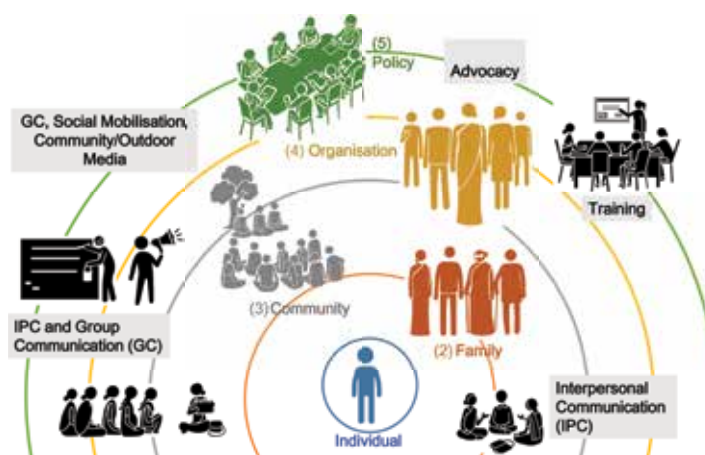 (5)
Policy
Advocacy
GC, Social Mobilisation,
Community/Outdoor
Media
(4) Organisation
Training
(3) Community
IPC and Group
Communication (GC)
(2) Family
Interpersonal
Communication
(IPC)
Individual